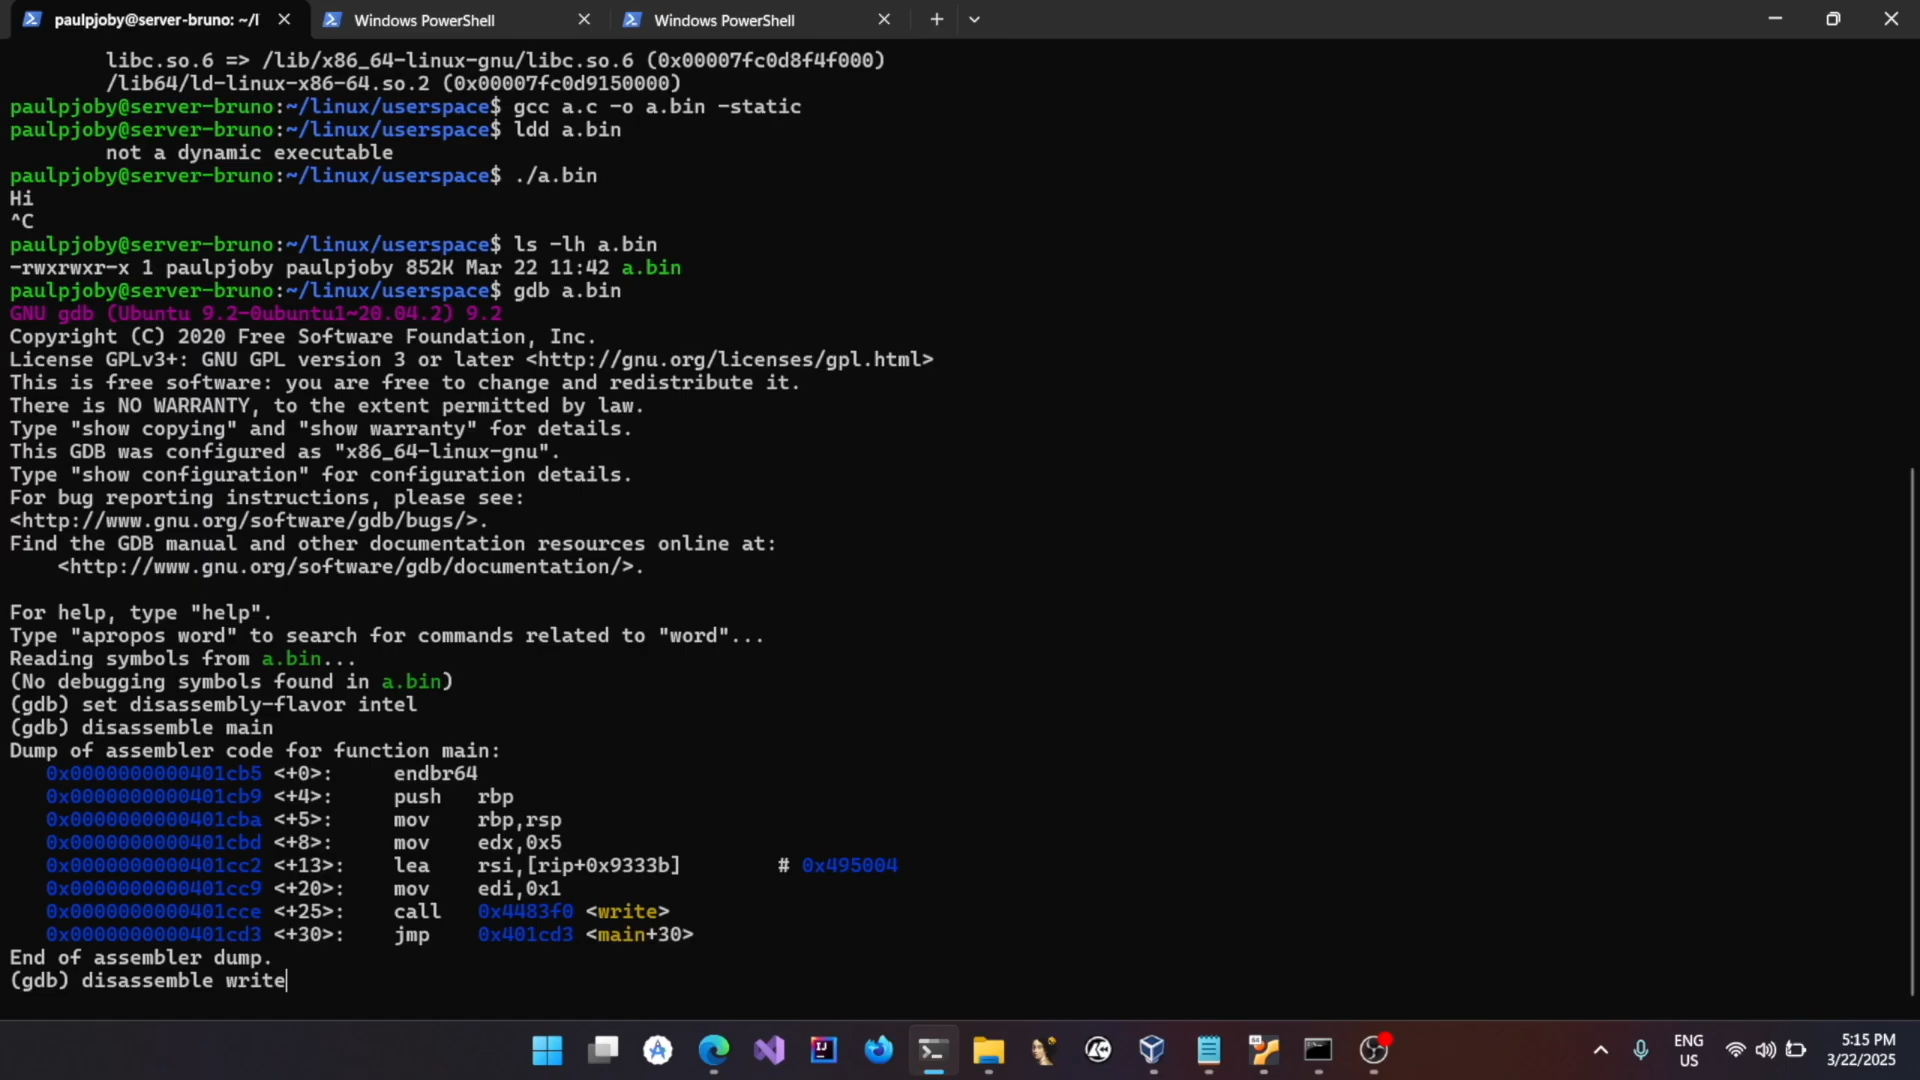 paulpjoby@server-bruno: ~/l
Windows PowerShell
Windows PowerShell
libc.so.6 => /lib/x86_64-linux-gnu/libc.so.6 (0x00007fc0d8f4f000)
/lib64/ld-linux-x86-64.so.2 (0x00007fc0d9150000)
paulpjoby@server-bruno:~/linux/userspace$ gcc a.c -o a.bin -static
paulpjoby@server-bruno:~/linux/userspace$ ldd a.bin
not a dynamic executable
paulpjoby@server-bruno:~/linux/userspace$ ./a.bin
Hi
^C
paulpjoby@server-bruno:~/linux/userspace$ ls -lh a.bin
-rwxrwxr-x 1 paulpjoby paulpjoby 852K Mar 22 11:42 a.bin
paulpjoby@server-bruno:~/linux/userspace$ gdb a.bin
GNU gdb (Ubuntu 9.2-0ubuntu1~20.04.2) 9.2
Copyright (C) 2020 Free Software Foundation, Inc.
License GPLv3+: GNU GPL version 3 or later <http://gnu.org/licenses/gpl.html>
This is free software: you are free to change and redistribute it.
There is NO WARRANTY, to the extent permitted by law.
Type "show copying" and "show warranty" for details.
This GDB was configured as "x86_64-linux-gnu".
Type "show configuration" for configuration details.
For bug reporting instructions, please see:
<http://www.gnu.org/software/gdb/bugs/>.
Find the GDB manual and other documentation resources online at:
<http://www.gnu.org/software/gdb/documentation/>.
For help, type "help".
Type "apropos word" to search for commands related to "word"...
Reading symbols from a.bin...
(No debugging symbols found in a.bin)
(gdb) set disassembly-flavor intel
(gdb) disassemble main
Dump of assembler code for function main:
0x0000000000401cb5 <+0>: endbr64
0x0000000000401cb9 <+4>: push rbp
0x0000000000401cba <+5>: mov rbp,rsp
0x0000000000401cbd <+8>: mov edx,0x5
0x0000000000401cc2 <+13>: lea rsi,[rip+0x9333b] # 0x495004
0x0000000000401cc9 <+20>: mov edi,0x1
0x0000000000401cce <+25>: call 0x4483f0 <write>
0x0000000000401cd3 <+30>: jmp 0x401cd3 <main+30>
End of assembler dump.
(gdb) disassemble write
ENG
US
5:15 PM
3/22/2025